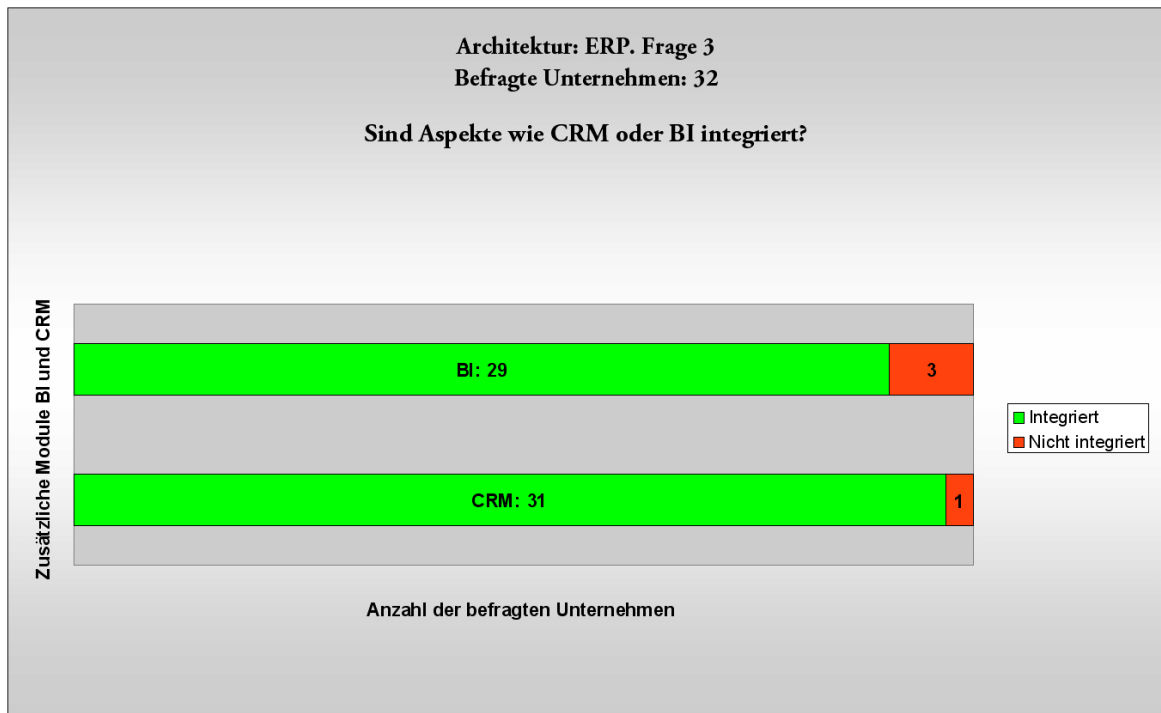 Architektur: ERP. Frage 3
Befragte Unternehmen: 32
Sind Aspekte wie CRM oder BI integriert?
Zusätzliche Module BI und CRM
BI: 29
3
CRM: 31
1
Integriert
Nicht integriert
Anzahl der befragten Unternehmen